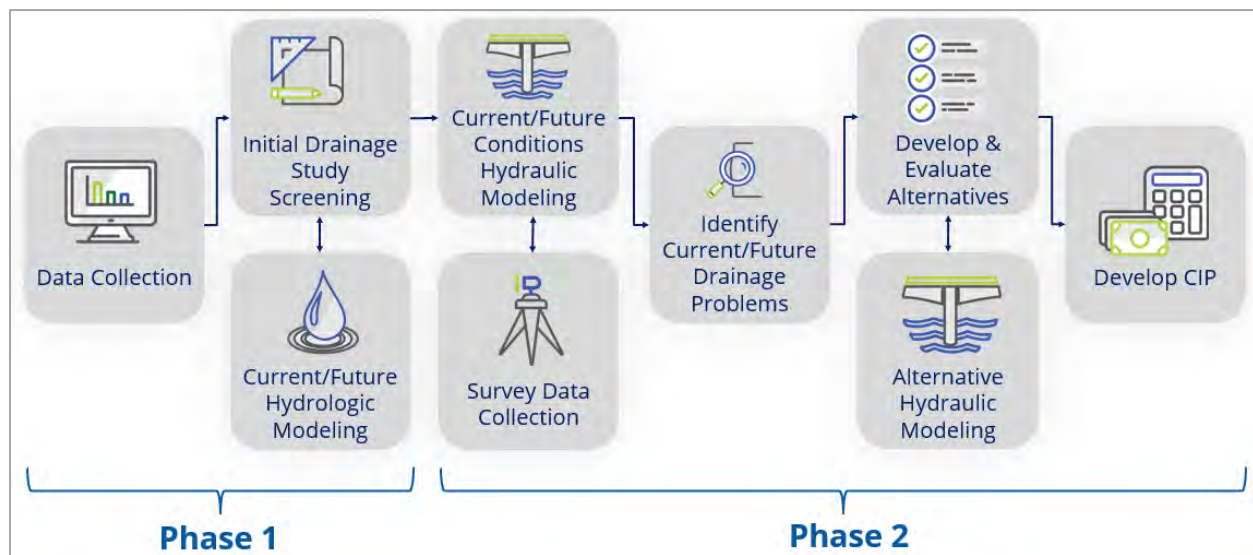 Data Collection
Initial Drainage
Study
Screening
Current/Future
Hydrologic
Modeling
Current/Future
Conditions
Hydraulic
Modeling
Survey Data
Collection
Identify
Current/Future
Drainage
Problems
Develop &
Evaluate
Alternatives
Alternative
Hydraulic
Modeling
Develop CIP
Phase 1
Phase 2